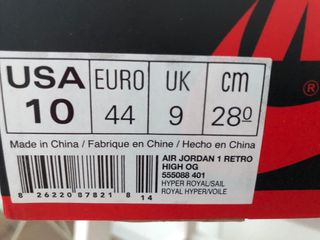 USA EURO UK cm
10 44 9 28⁰
Made in China / Fabrique en Chine / Hecho en China
AIR JORDAN 1 RETRO
HIGH OG
555088 401
HYPER ROYAL/SAIL
ROYAL HYPER/VOILE
8 26220 87821 8 14
®